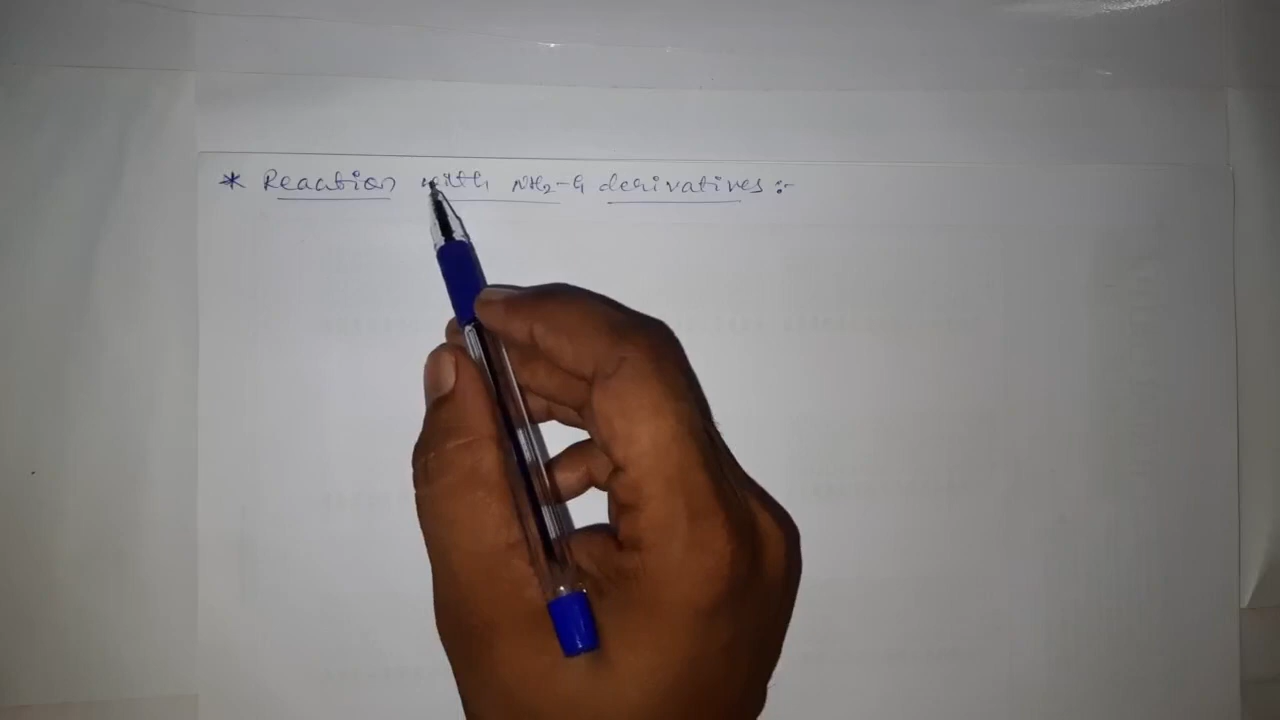 * Reaction with NH₂-G derivatives :-